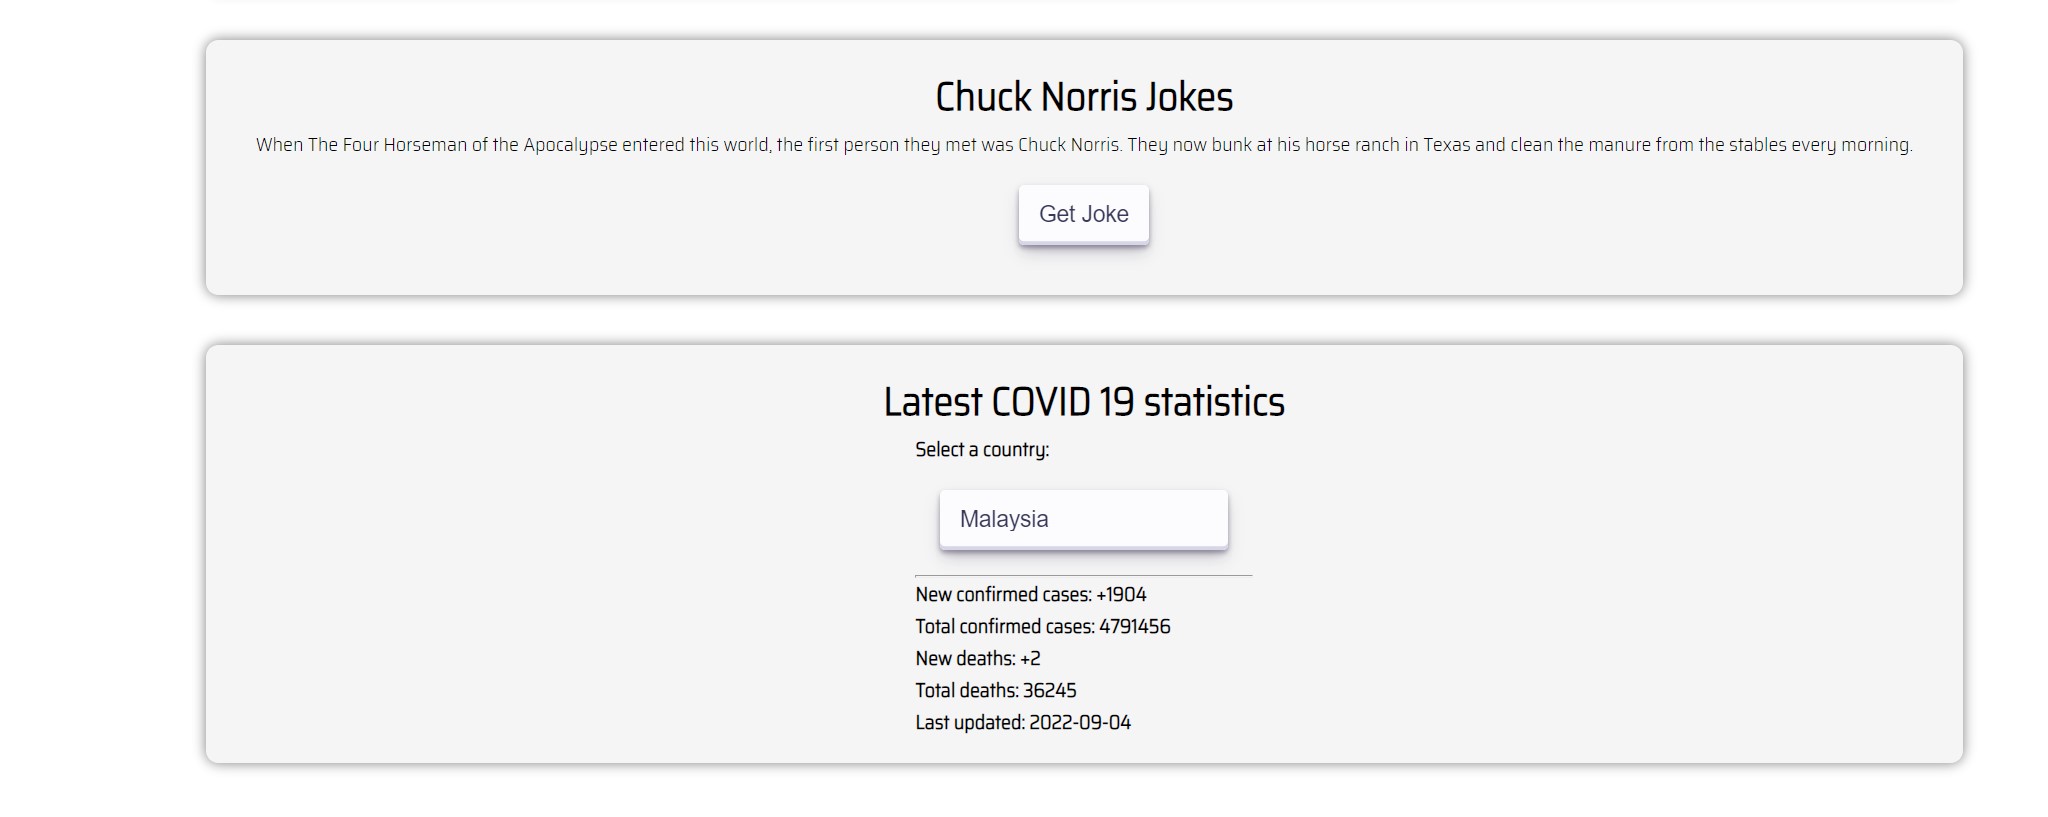 Chuck Norris Jokes
When The Four Horseman of the Apocalypse entered this world, the first person they met was Chuck Norris. They now bunk at his horse ranch in Texas and clean the manure from the stables every morning.
Get Joke
Latest COVID 19 statistics
Select a country:
Malaysia
New confirmed cases: +1904
Total confirmed cases: 4791456
New deaths: +2
Total deaths: 36245
Last updated: 2022-09-04